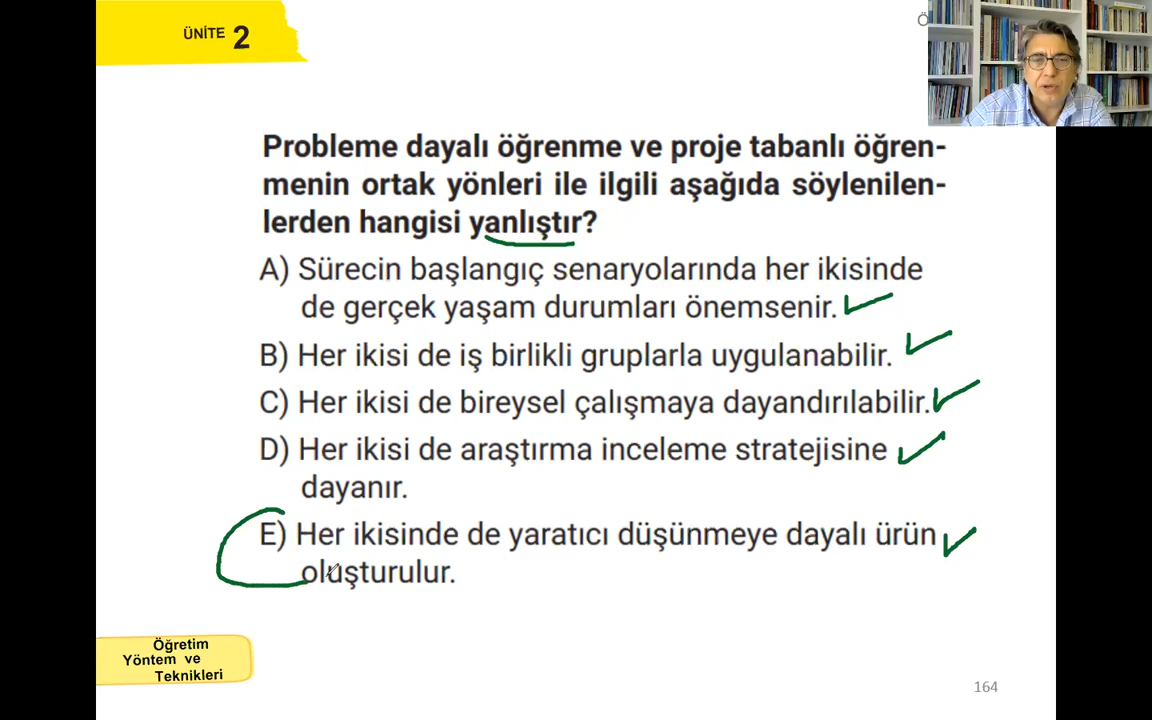 ÜNİTE 2
Ö
Probleme dayalı öğrenme ve proje tabanlı öğren-
menin ortak yönleri ile ilgili aşağıda söylenilen-
lerden hangisi yanlıştır?
A) Sürecin başlangıç senaryolarında her ikisinde
de gerçek yaşam durumları önemsenir.
B) Her ikisi de iş birlikli gruplarla uygulanabilir.
C) Her ikisi de bireysel çalışmaya dayandırılabilir.
D) Her ikisi de araştırma inceleme stratejisine
dayanır.
E) Her ikisinde de yaratıcı düşünmeye dayalı ürün
oluşturulur.
Öğretim
Yöntem ve
Teknikleri
164